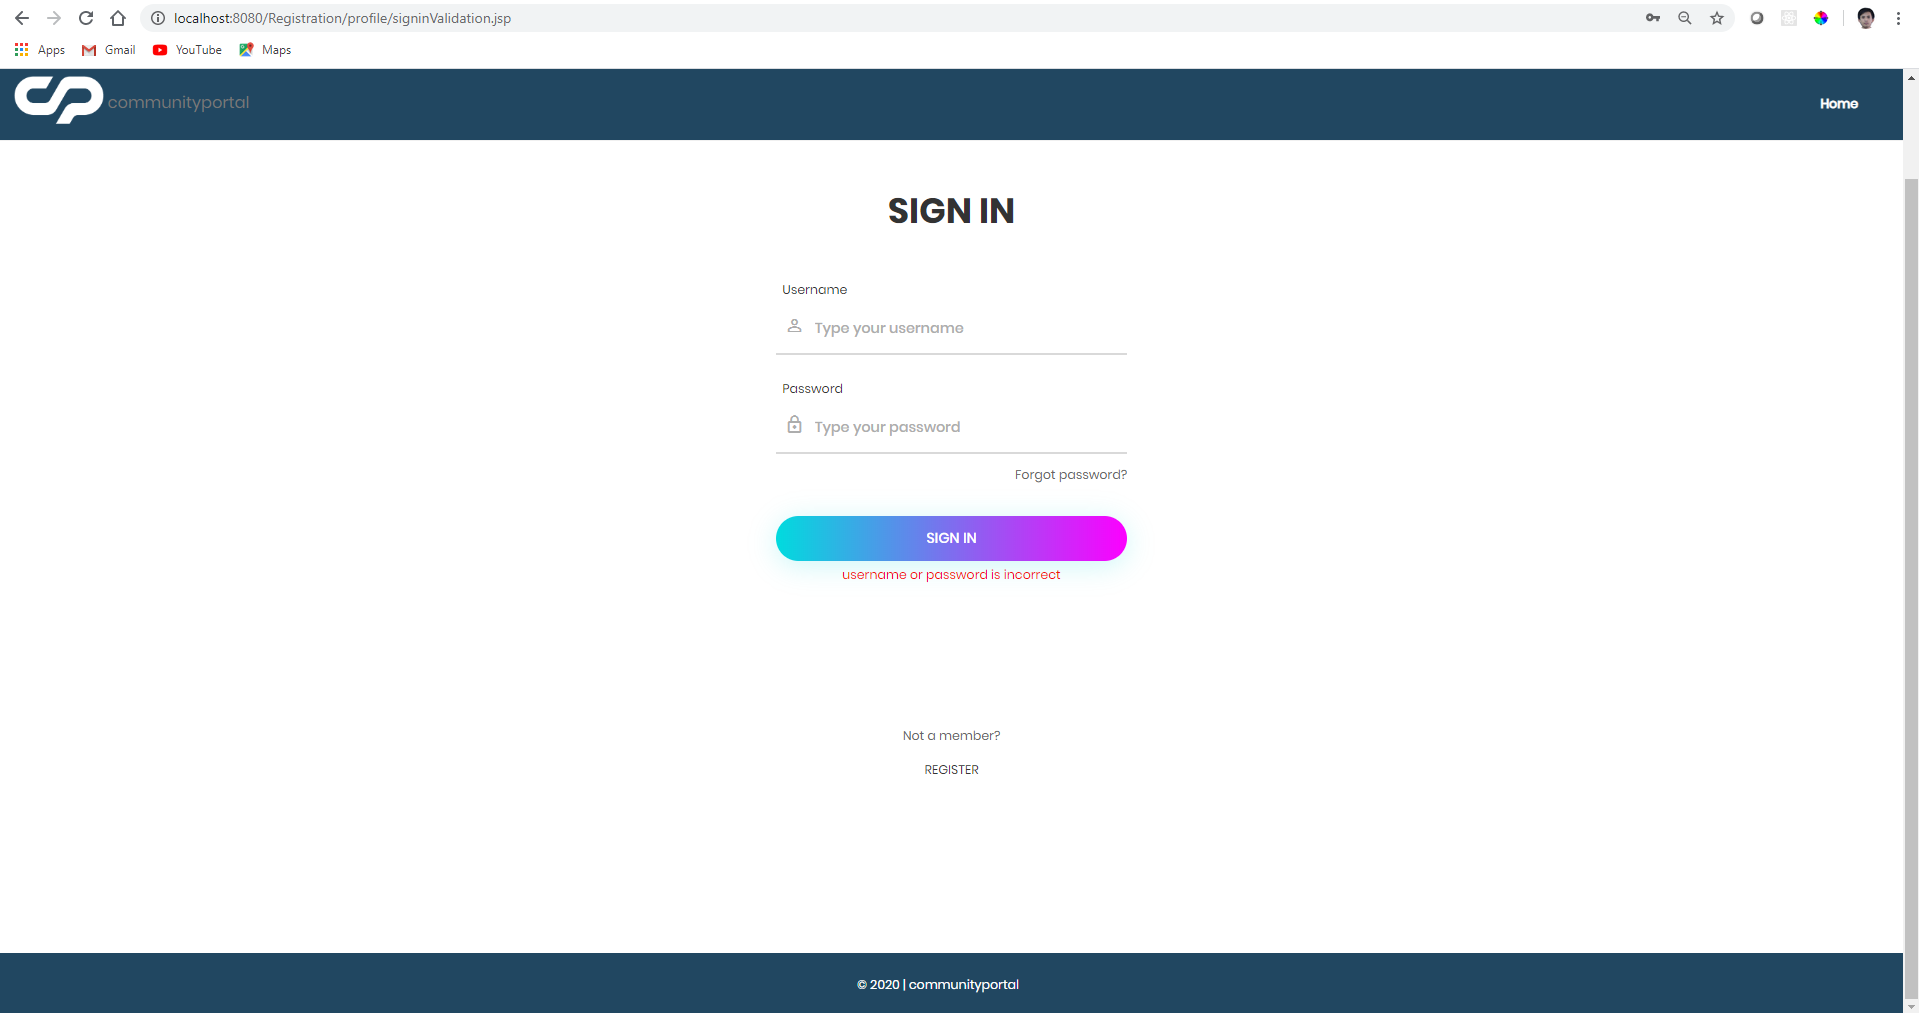 localhost:8080/Registration/profile/signinValidation.jsp
Apps Gmail YouTube Maps
cp communityportal Home
SIGN IN
Username
Type your username
Password
Type your password
Forgot password?
SIGN IN
username or password is incorrect
Not a member?
REGISTER
© 2020 | communityportal